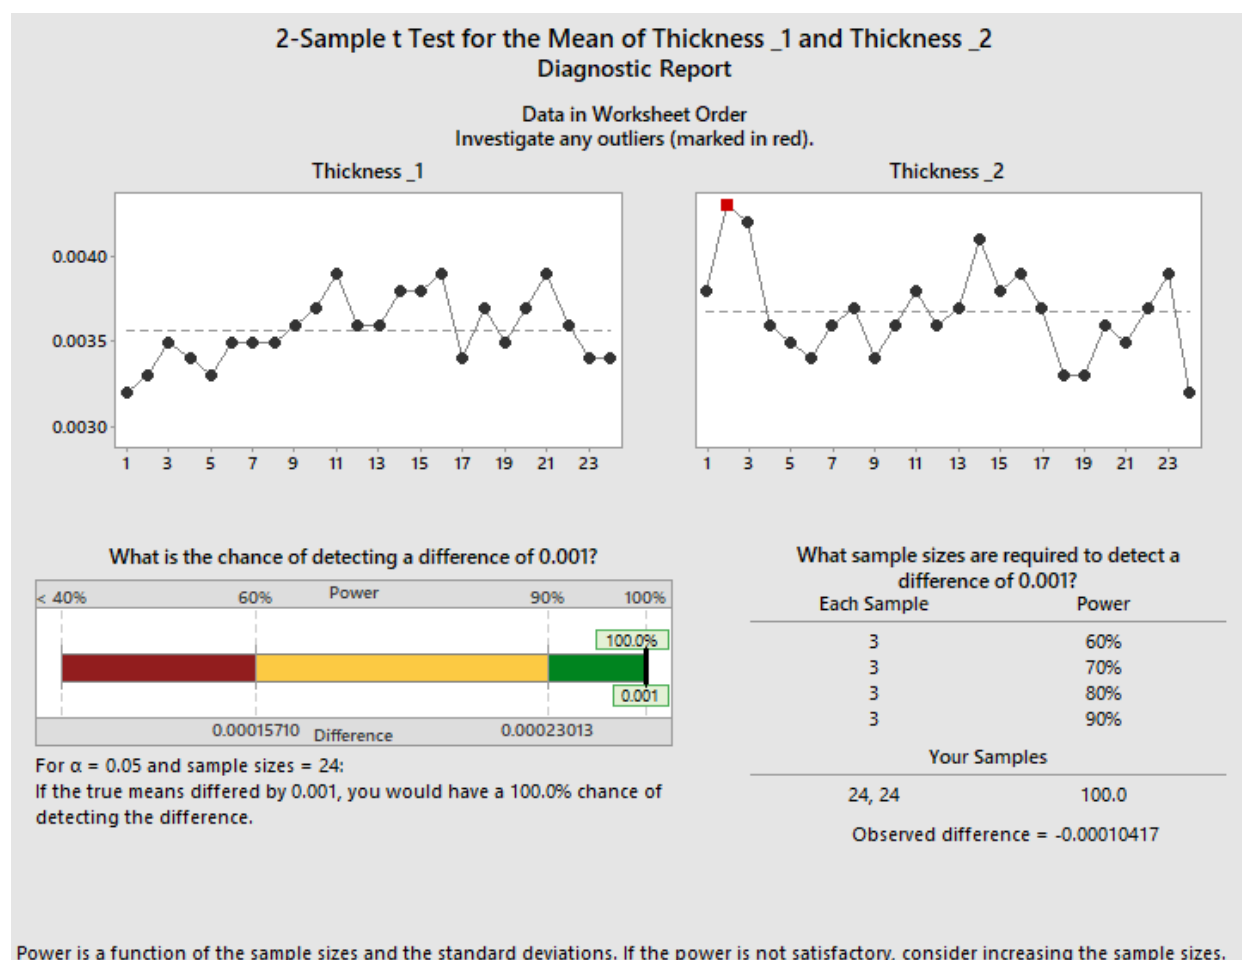 2-Sample t Test for the Mean of Thickness _1 and Thickness _2
Diagnostic Report
Data in Worksheet Order
Investigate any outliers (marked in red).
Thickness _1
0.0040
0.0035
0.0030
1 3 5 7 9 11 13 15 17 19 21 23
Thickness _2
1 3 5 7 9 11 13 15 17 19 21 23
What is the chance of detecting a difference of 0.001?
< 40% 60% Power 90% 100%
100.0%
0.001
0.00015710 Difference 0.00023013
For α = 0.05 and sample sizes = 24:
If the true means differed by 0.001, you would have a 100.0% chance of
detecting the difference.
What sample sizes are required to detect a
difference of 0.001?
Each Sample Power
3 60%
3 70%
3 80%
3 90%
Your Samples
24, 24 100.0
Observed difference = -0.00010417
Power is a function of the sample sizes and the standard deviations. If the power is not satisfactory, consider increasing the sample sizes.